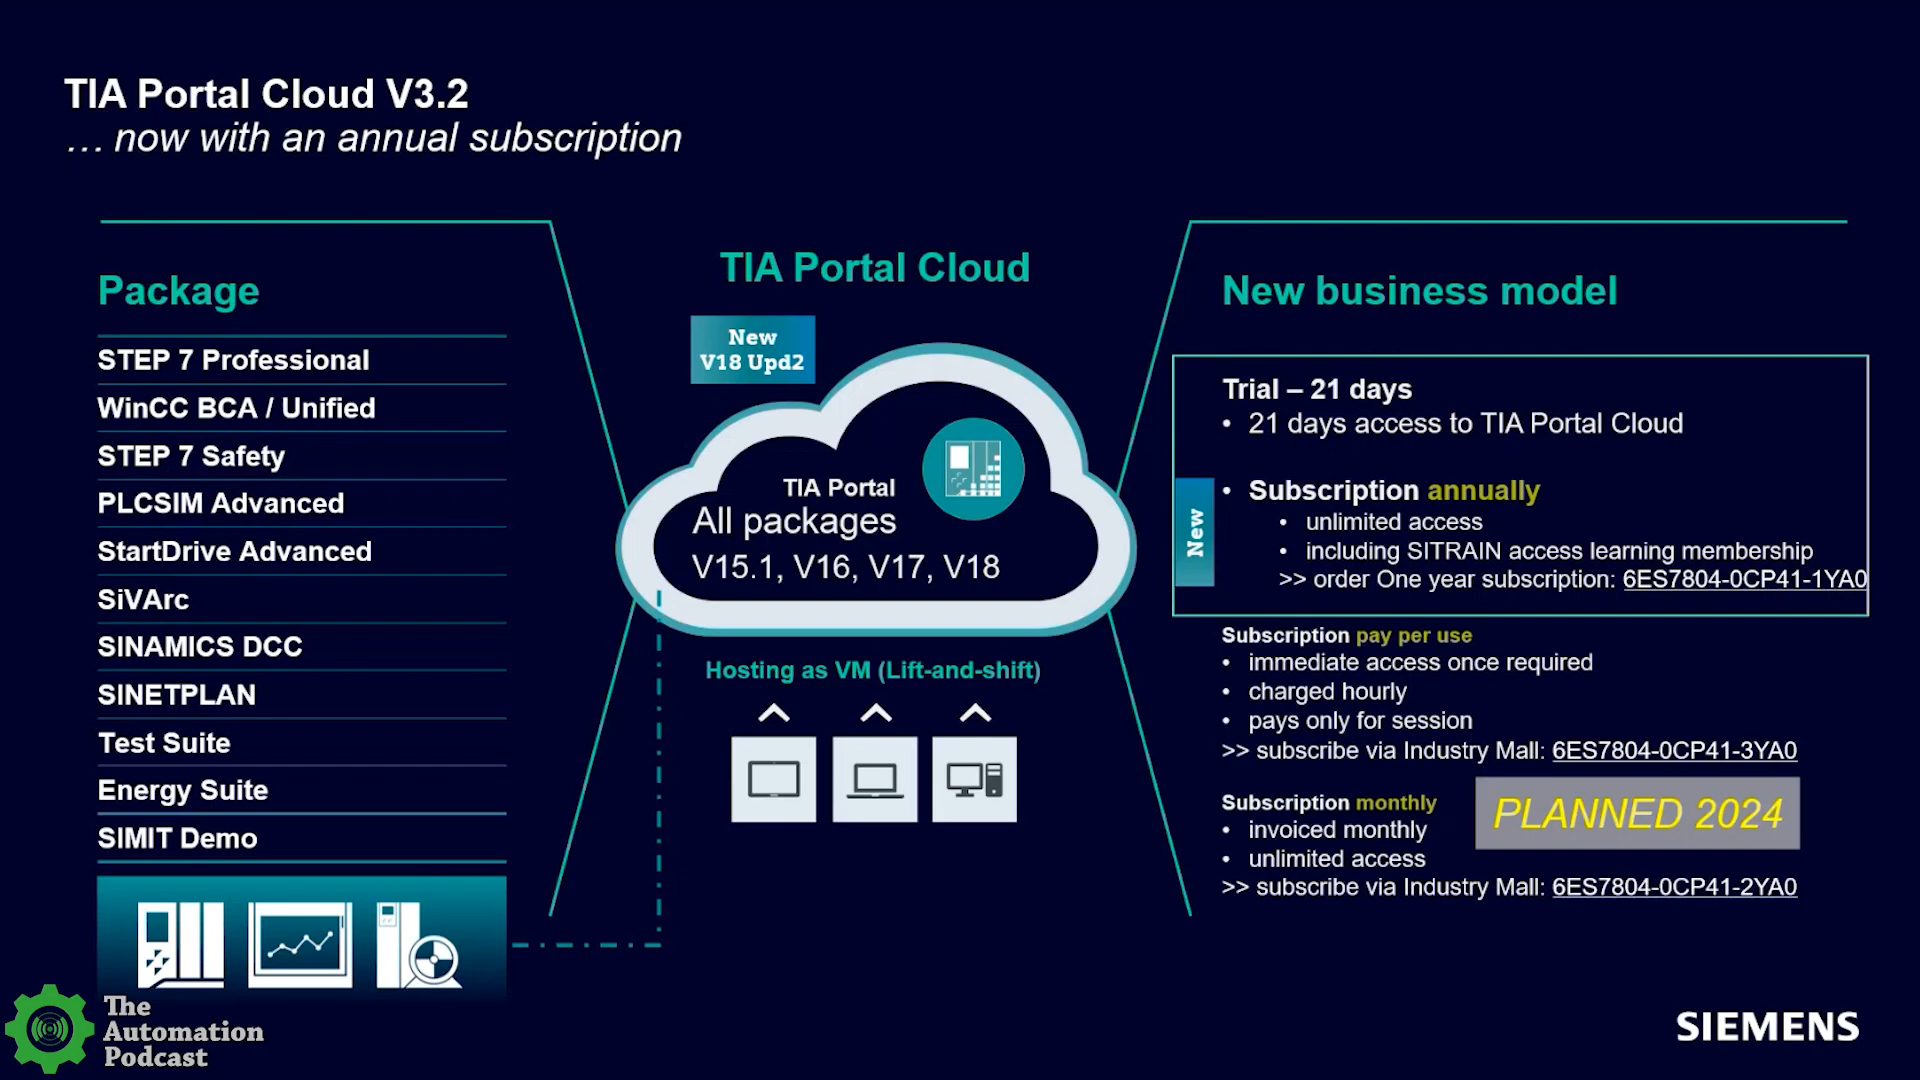 TIA Portal Cloud V3.2
… now with an annual subscription
Package
STEP 7 Professional
WinCC BCA / Unified
STEP 7 Safety
PLCSIM Advanced
StartDrive Advanced
SiVArc
SINAMICS DCC
SINETPLAN
Test Suite
Energy Suite
SIMIT Demo
TIA Portal Cloud
New
V18 Upd2
TIA Portal
All packages
V15.1, V16, V17, V18
Hosting as VM (Lift-and-shift)
New business model
Trial – 21 days
• 21 days access to TIA Portal Cloud
New
• Subscription annually
• unlimited access
• including SITRAIN access learning membership
>> order One year subscription: 6ES7804-0CP41-1YA0
Subscription pay per use
• immediate access once required
• charged hourly
• pays only for session
>> subscribe via Industry Mall: 6ES7804-0CP41-3YA0
Subscription monthly
• invoiced monthly
• unlimited access
>> subscribe via Industry Mall: 6ES7804-0CP41-2YA0
PLANNED 2024
The
Automation
Podcast
SIEMENS